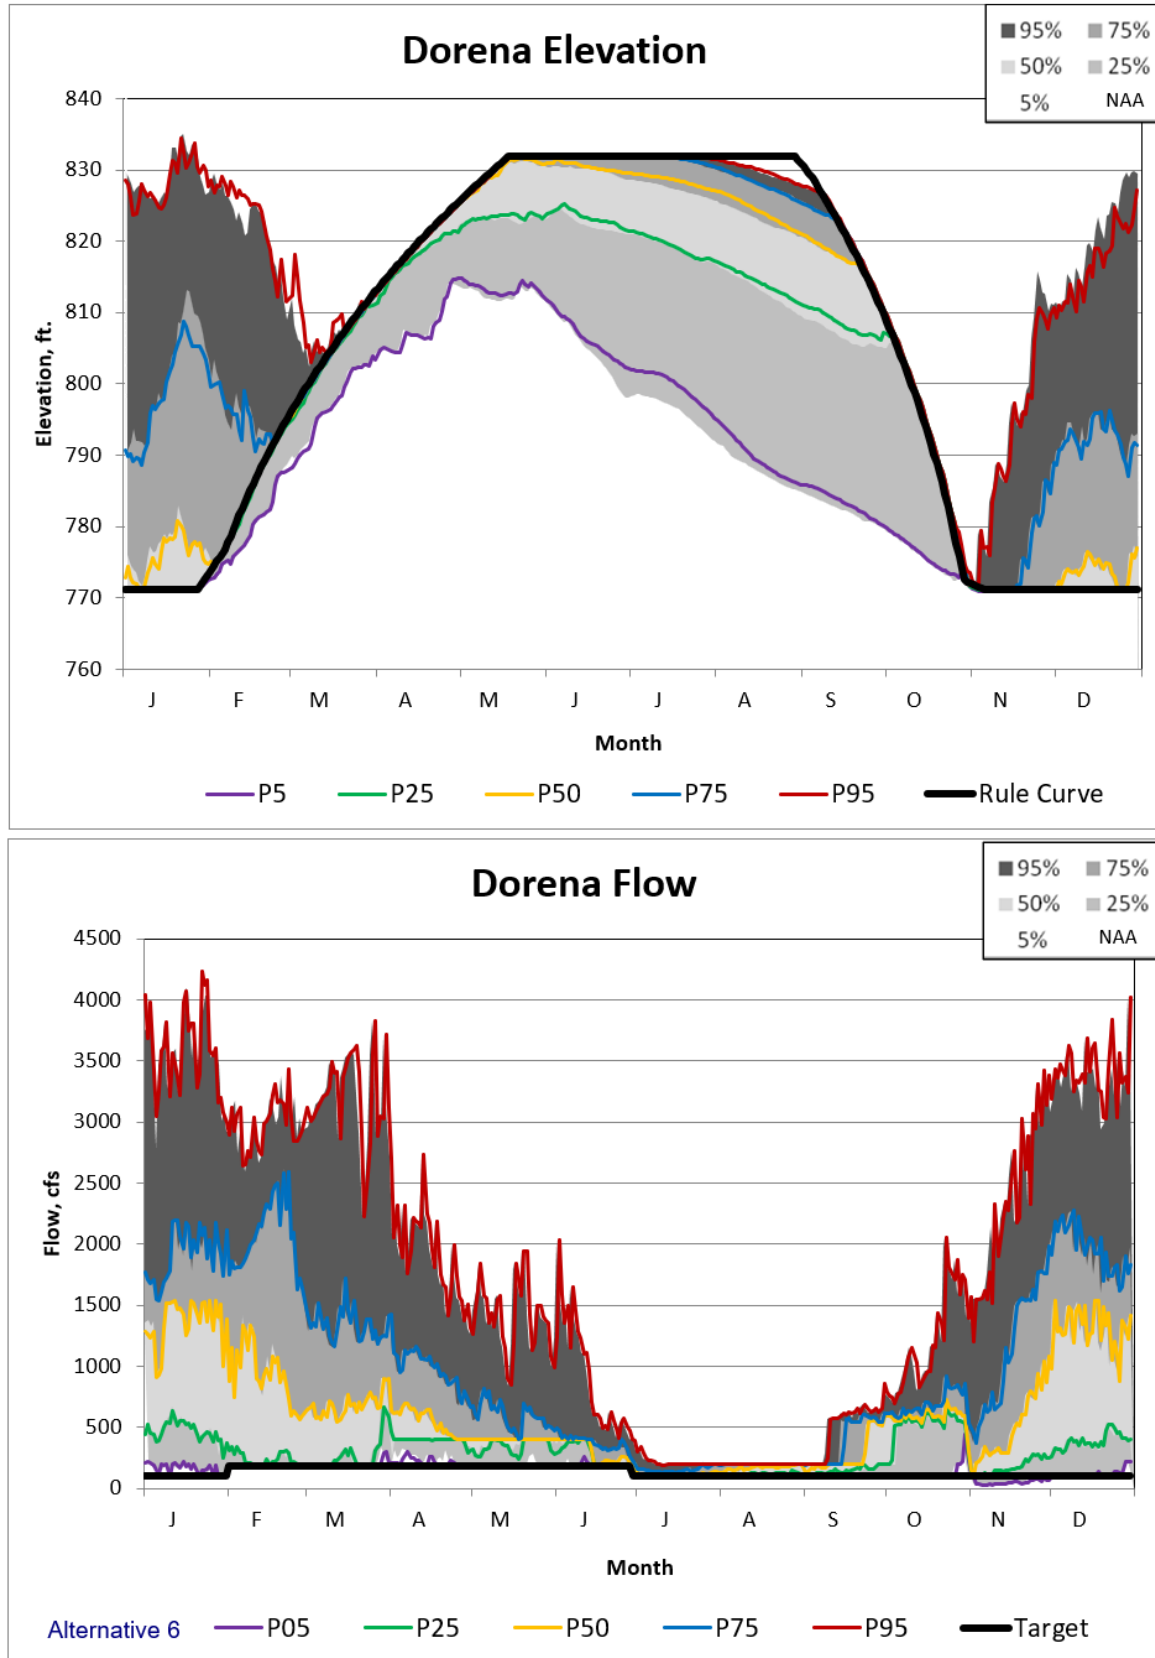 Dorena Elevation
95% 75%
50% 25%
5% NAA
840
830
820
810
800
790
780
770
760
Elevation, ft.
J F M A M J J A S O N D
Month
P5 P25 P50 P75 P95 Rule Curve
Dorena Flow
95% 75%
50% 25%
5% NAA
4500
4000
3500
3000
2500
2000
1500
1000
500
0
Flow, cfs
J F M A M J J A S O N D
Month
Alternative 6 P05 P25 P50 P75 P95 Target